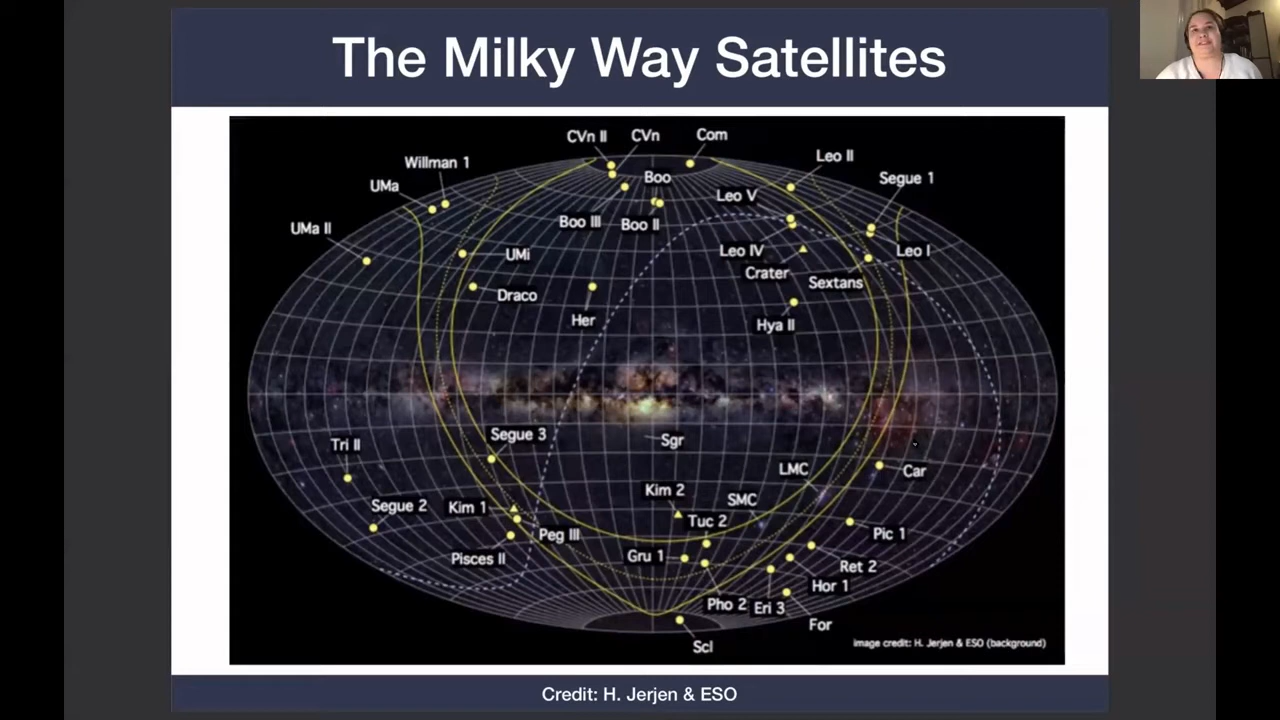 The Milky Way Satellites
CVn II
CVn
Com
Willman 1
Leo II
UMa
Boo
Segue 1
Leo V
UMa II
Boo III
Boo II
UMi
Leo IV
Leo I
Crater
Sextans
Draco
Her
Hya II
Segue 3
Sgr
Tri II
LMC
Car
Kim 2
SMC
Segue 2
Kim 1
Tuc 2
Peg III
Pic 1
Pisces II
Gru 1
Ret 2
Hor 1
Pho 2
Eri 3
For
Scl
image credit: H. Jerjen & ESO (background)
Credit: H. Jerjen & ESO